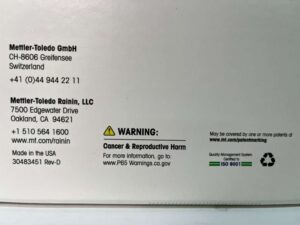 Mettler-Toledo GmbH
CH-8606 Greifensee
Switzerland
+41 (0)44 944 22 11
Mettler-Toledo Rainin, LLC
7500 Edgewater Drive
Oakland, CA 94621
+1 510 564 1600
www.mt.com/rainin
Made in the USA
30483451 Rev-D
WARNING:
Cancer & Reproductive Harm
For more information, go to:
www.P65 Warnings.ca.gov
May be covered by one or more patents at
www.mt.com/patentmarking
Quality Management System
Certified to
ISO 9001